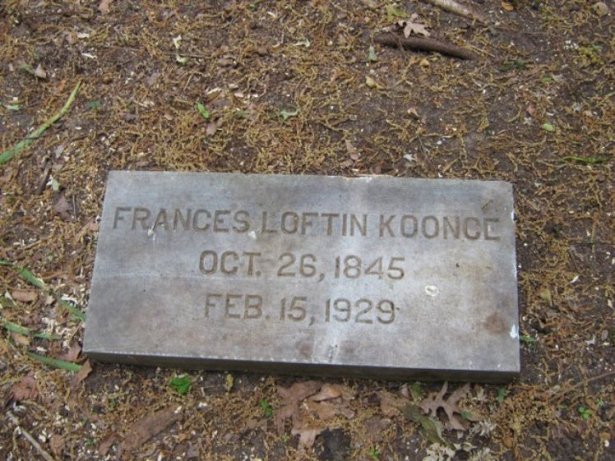 FRANCES LOFTIN KOONCE
OCT. 26, 1845
FEB. 15, 1929